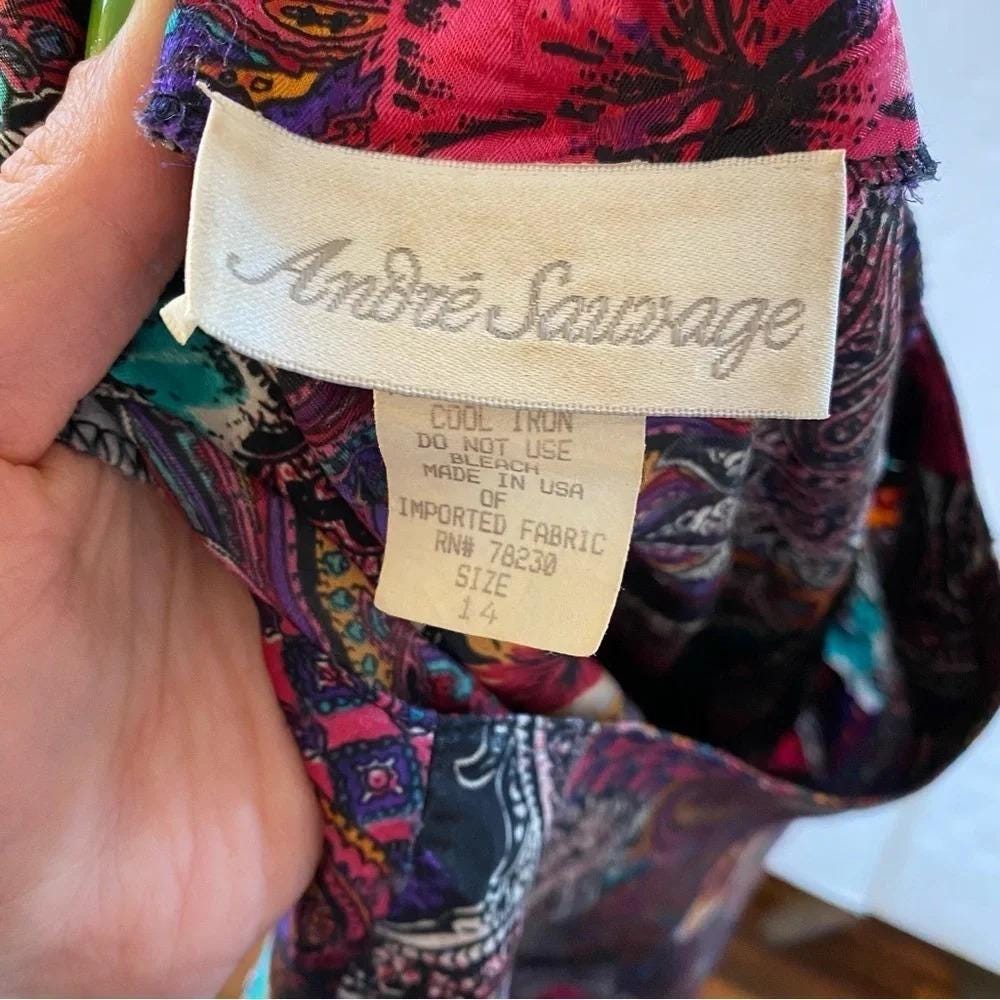 André Sauvage
COOL IRON
DO NOT USE
BLEACH
MADE IN USA
OF
IMPORTED FABRIC
RN# 78230
SIZE
14